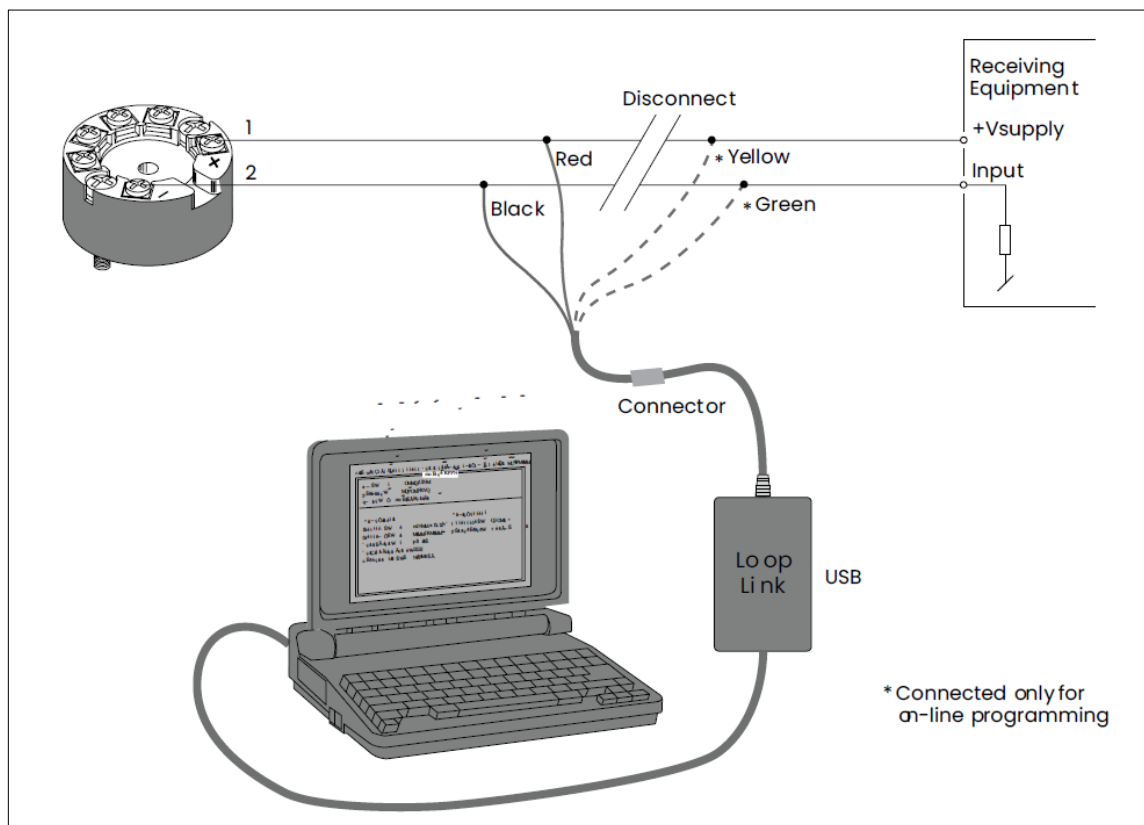 Receiving
Equipment
Disconnect
1
+Vsupply
Red
* Yellow
2
Input
Black
* Green
Connector
Loop
Link
USB
* Connected only for
on-line programming
+
-